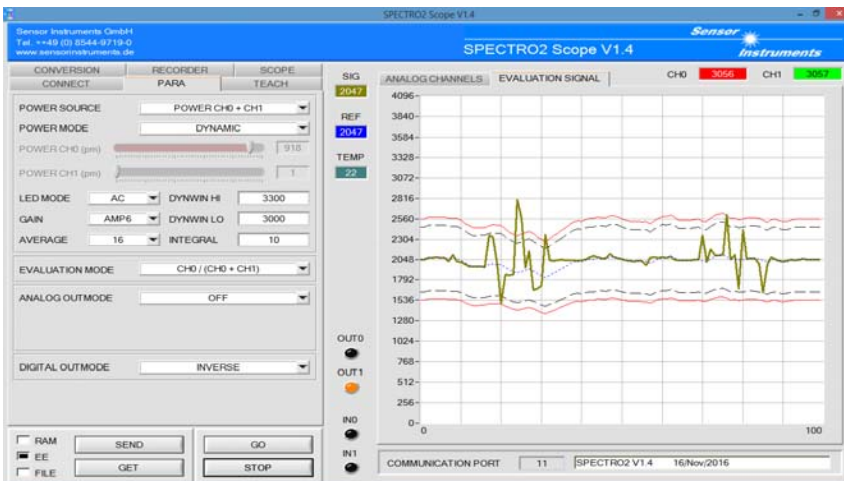 SPECTRO2 Scope V1.4
Sensor Instruments GmbH
Tel. ++49 (0) 8544-9719-0
www.sensorinstruments.de
SPECTRO2 Scope V1.4
Sensor
Instruments
CONVERSION RECORDER SCOPE
CONNECT PARA TEACH
POWER SOURCE POWER CH0 + CH1
POWER MODE DYNAMIC
POWER CH0 (pm) 918
POWER CH1 (pm) 1
LED MODE AC DYNWIN HI 3300
GAIN AMP6 DYNWIN LO 3000
AVERAGE 16 INTEGRAL 10
EVALUATION MODE CH0 / (CH0 + CH1)
ANALOG OUTMODE OFF
DIGITAL OUTMODE INVERSE
RAM
EE
FILE
SEND GO
GET STOP
SIG
2047
REF
2047
TEMP
22
OUT0
OUT1
IN0
IN1
ANALOG CHANNELS EVALUATION SIGNAL CH0 3056 CH1 3057
4096
3840
3584
3328
3072
2816
2560
2304
2048
1792
1536
1280
1024
768
512
256
0
0 100
COMMUNICATION PORT 11 SPECTRO2 V1.4 16/Nov/2016